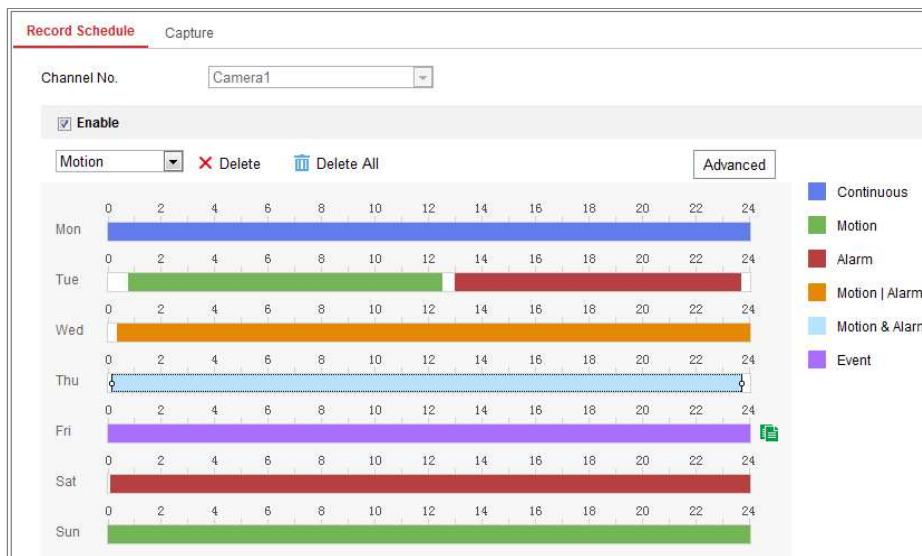 Record Schedule Capture
Channel No. Camera1
Enable
Motion Delete Delete All Advanced
0 2 4 6 8 10 12 14 16 18 20 22 24
Mon
0 2 4 6 8 10 12 14 16 18 20 22 24
Tue
0 2 4 6 8 10 12 14 16 18 20 22 24
Wed
0 2 4 6 8 10 12 14 16 18 20 22 24
Thu
0 2 4 6 8 10 12 14 16 18 20 22 24
Fri
0 2 4 6 8 10 12 14 16 18 20 22 24
Sat
0 2 4 6 8 10 12 14 16 18 20 22 24
Sun
Continuous
Motion
Alarm
Motion | Alarm
Motion & Alarm
Event